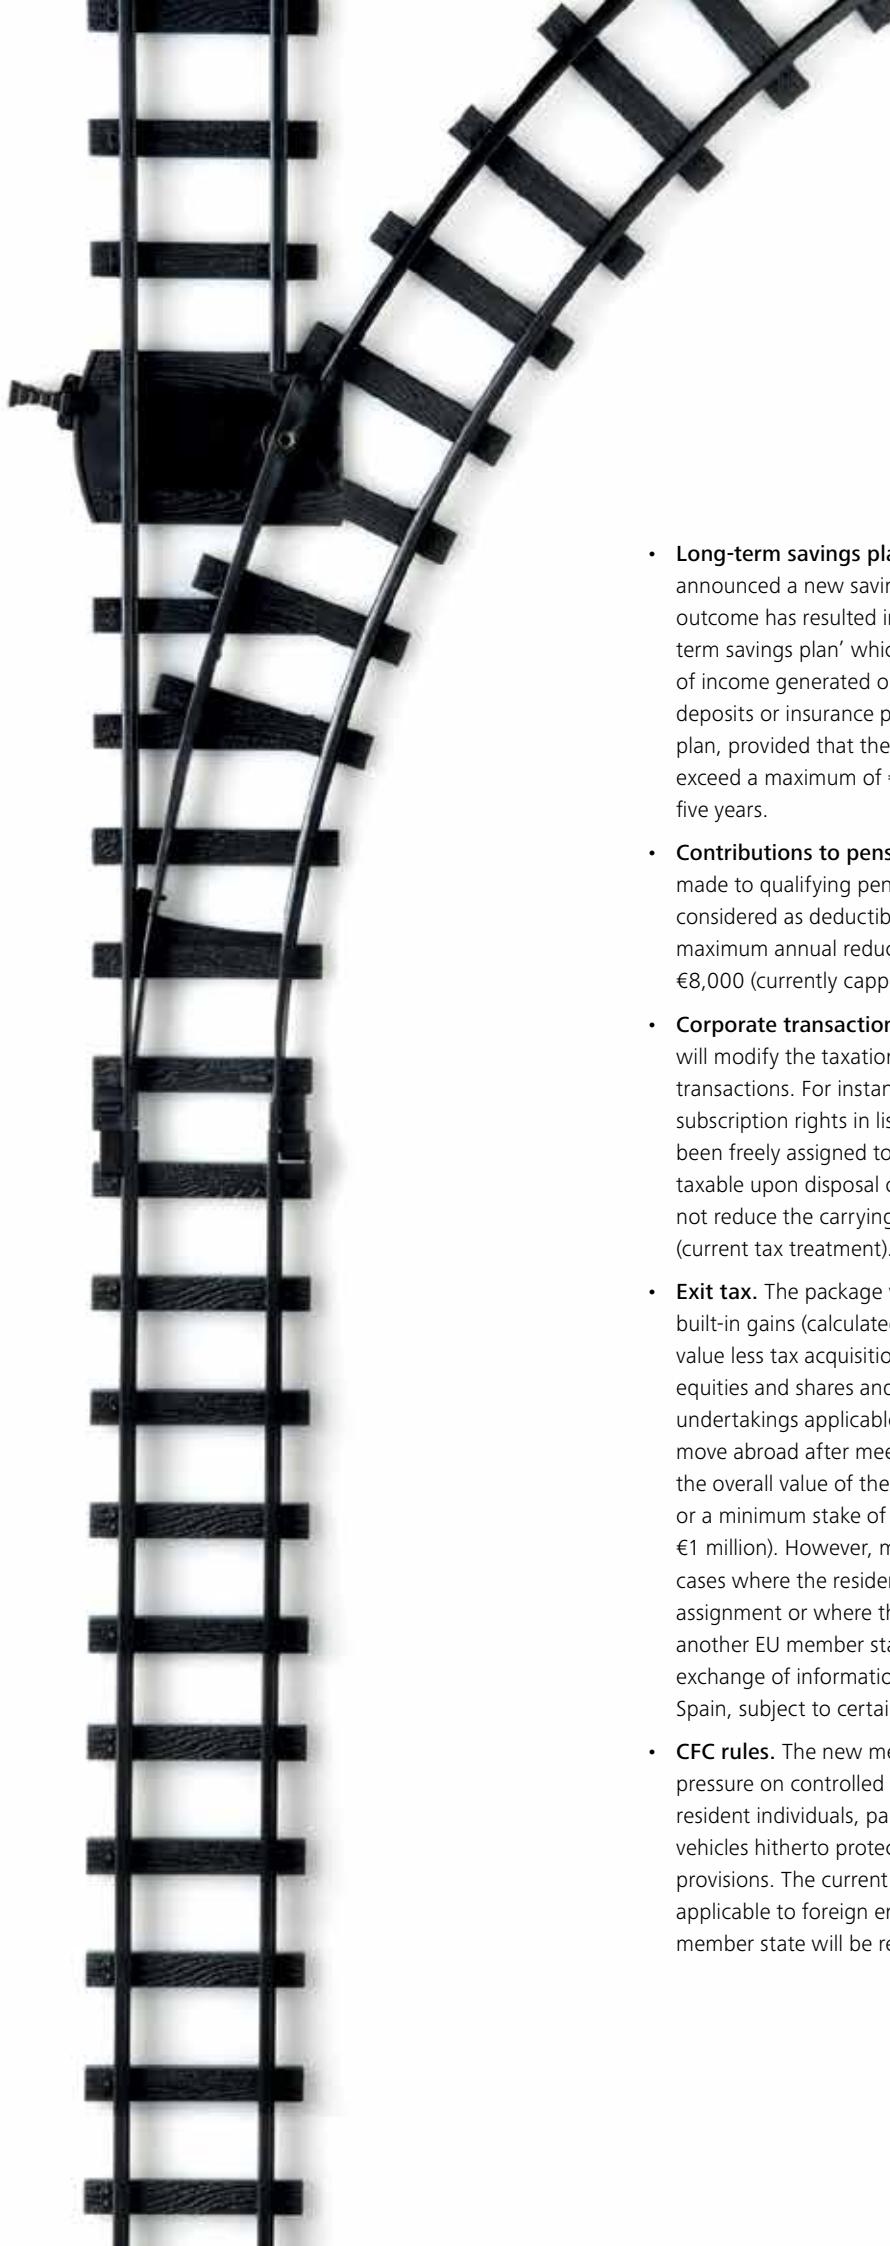 • Long-term savings pla
announced a new savin
outcome has resulted i
term savings plan’ whic
of income generated o
deposits or insurance p
plan, provided that the
exceed a maximum of
five years.
• Contributions to pens
made to qualifying pen
considered as deductib
maximum annual reduc
€8,000 (currently capp
• Corporate transaction
will modify the taxation
transactions. For instan
subscription rights in lis
been freely assigned to
taxable upon disposal
not reduce the carrying
(current tax treatment).
• Exit tax. The package
built-in gains (calculate
value less tax acquisitio
equities and shares and
undertakings applicable
move abroad after mee
the overall value of the
or a minimum stake of
€1 million). However, m
cases where the residen
assignment or where th
another EU member sta
exchange of informatio
Spain, subject to certai
• CFC rules. The new me
pressure on controlled
resident individuals, pa
vehicles hitherto protec
provisions. The current
applicable to foreign en
member state will be re